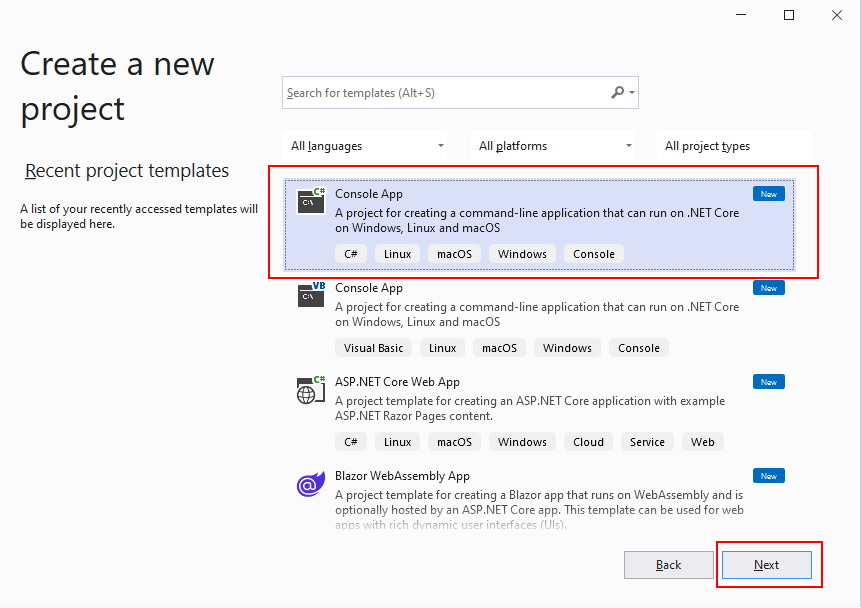 Create a new
project
Recent project templates
A list of your recently accessed templates will
be displayed here.
Search for templates (Alt+S)
All languages
All platforms
All project types
C#
C:\
Console App
New
A project for creating a command-line application that can run on .NET Core
on Windows, Linux and macOS
C# Linux macOS Windows Console
VB
C:\
Console App
New
A project for creating a command-line application that can run on .NET Core
on Windows, Linux and macOS
Visual Basic Linux macOS Windows Console
C#
ASP.NET Core Web App
New
A project template for creating an ASP.NET Core application with example
ASP.NET Razor Pages content.
C# Linux macOS Windows Cloud Service Web
@
Blazor WebAssembly App
New
A project template for creating a Blazor app that runs on WebAssembly and is
optionally hosted by an ASP.NET Core app. This template can be used for web
apps with rich dynamic user interfaces (UIs).
Back
Next